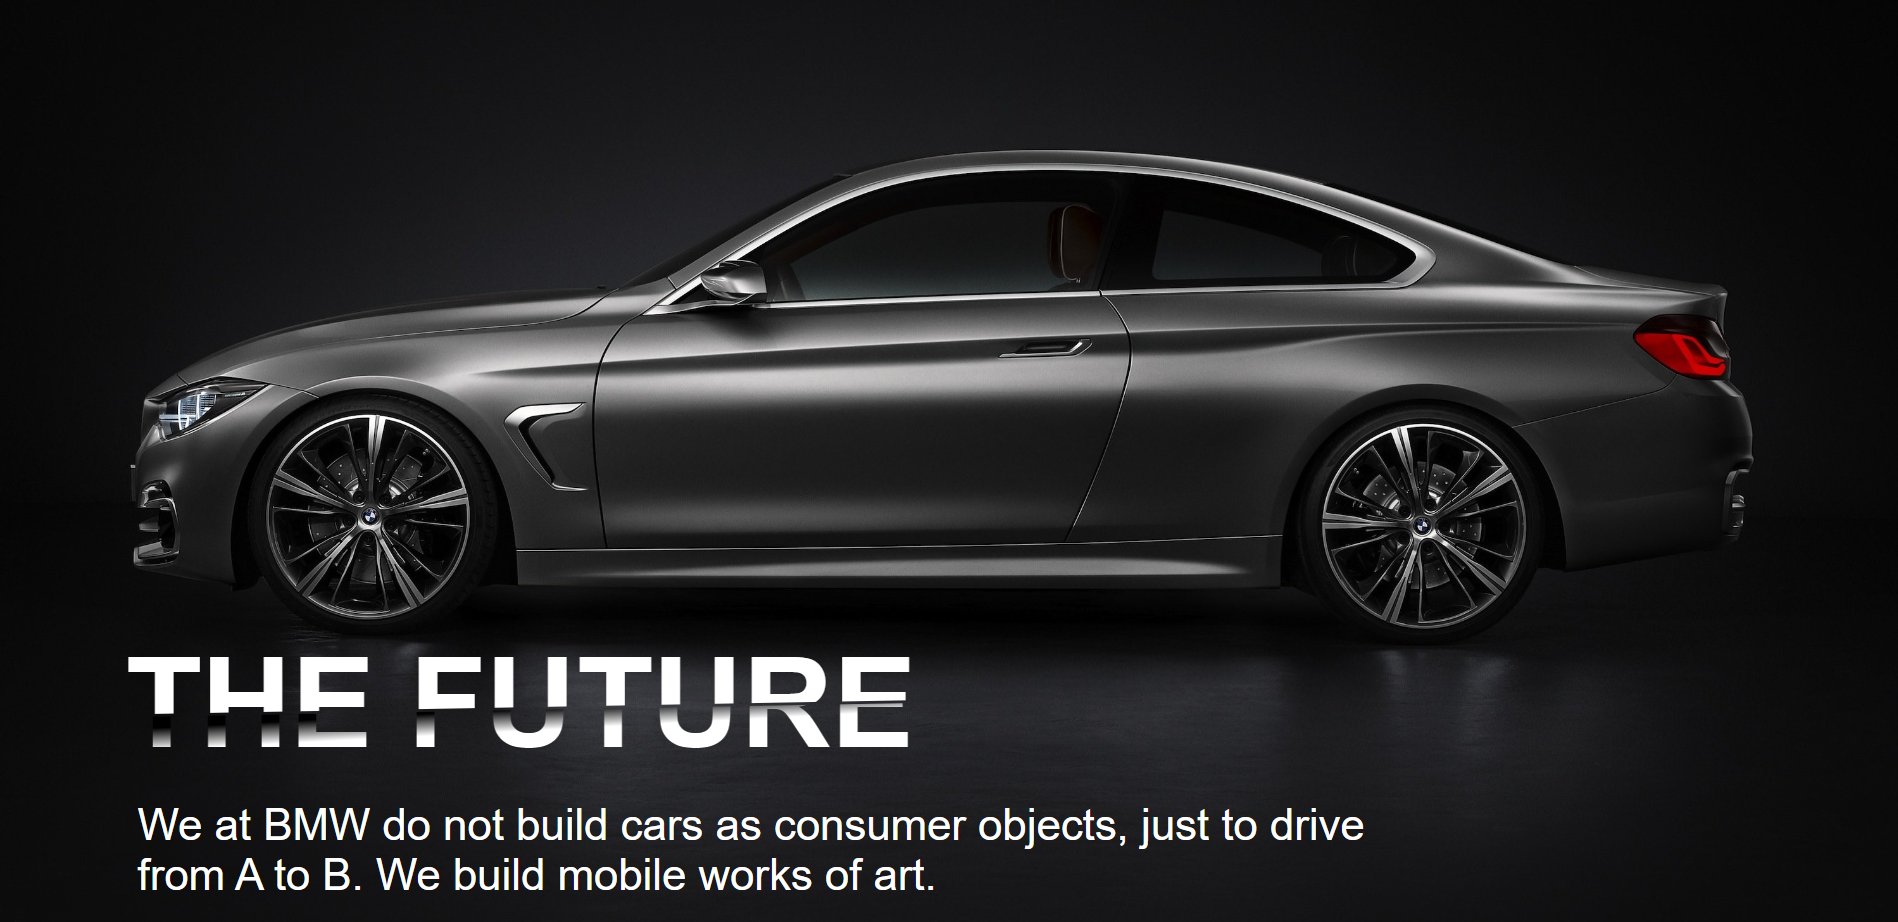 THE FUTURE
We at BMW do not build cars as consumer objects, just to drive
from A to B. We build mobile works of art.